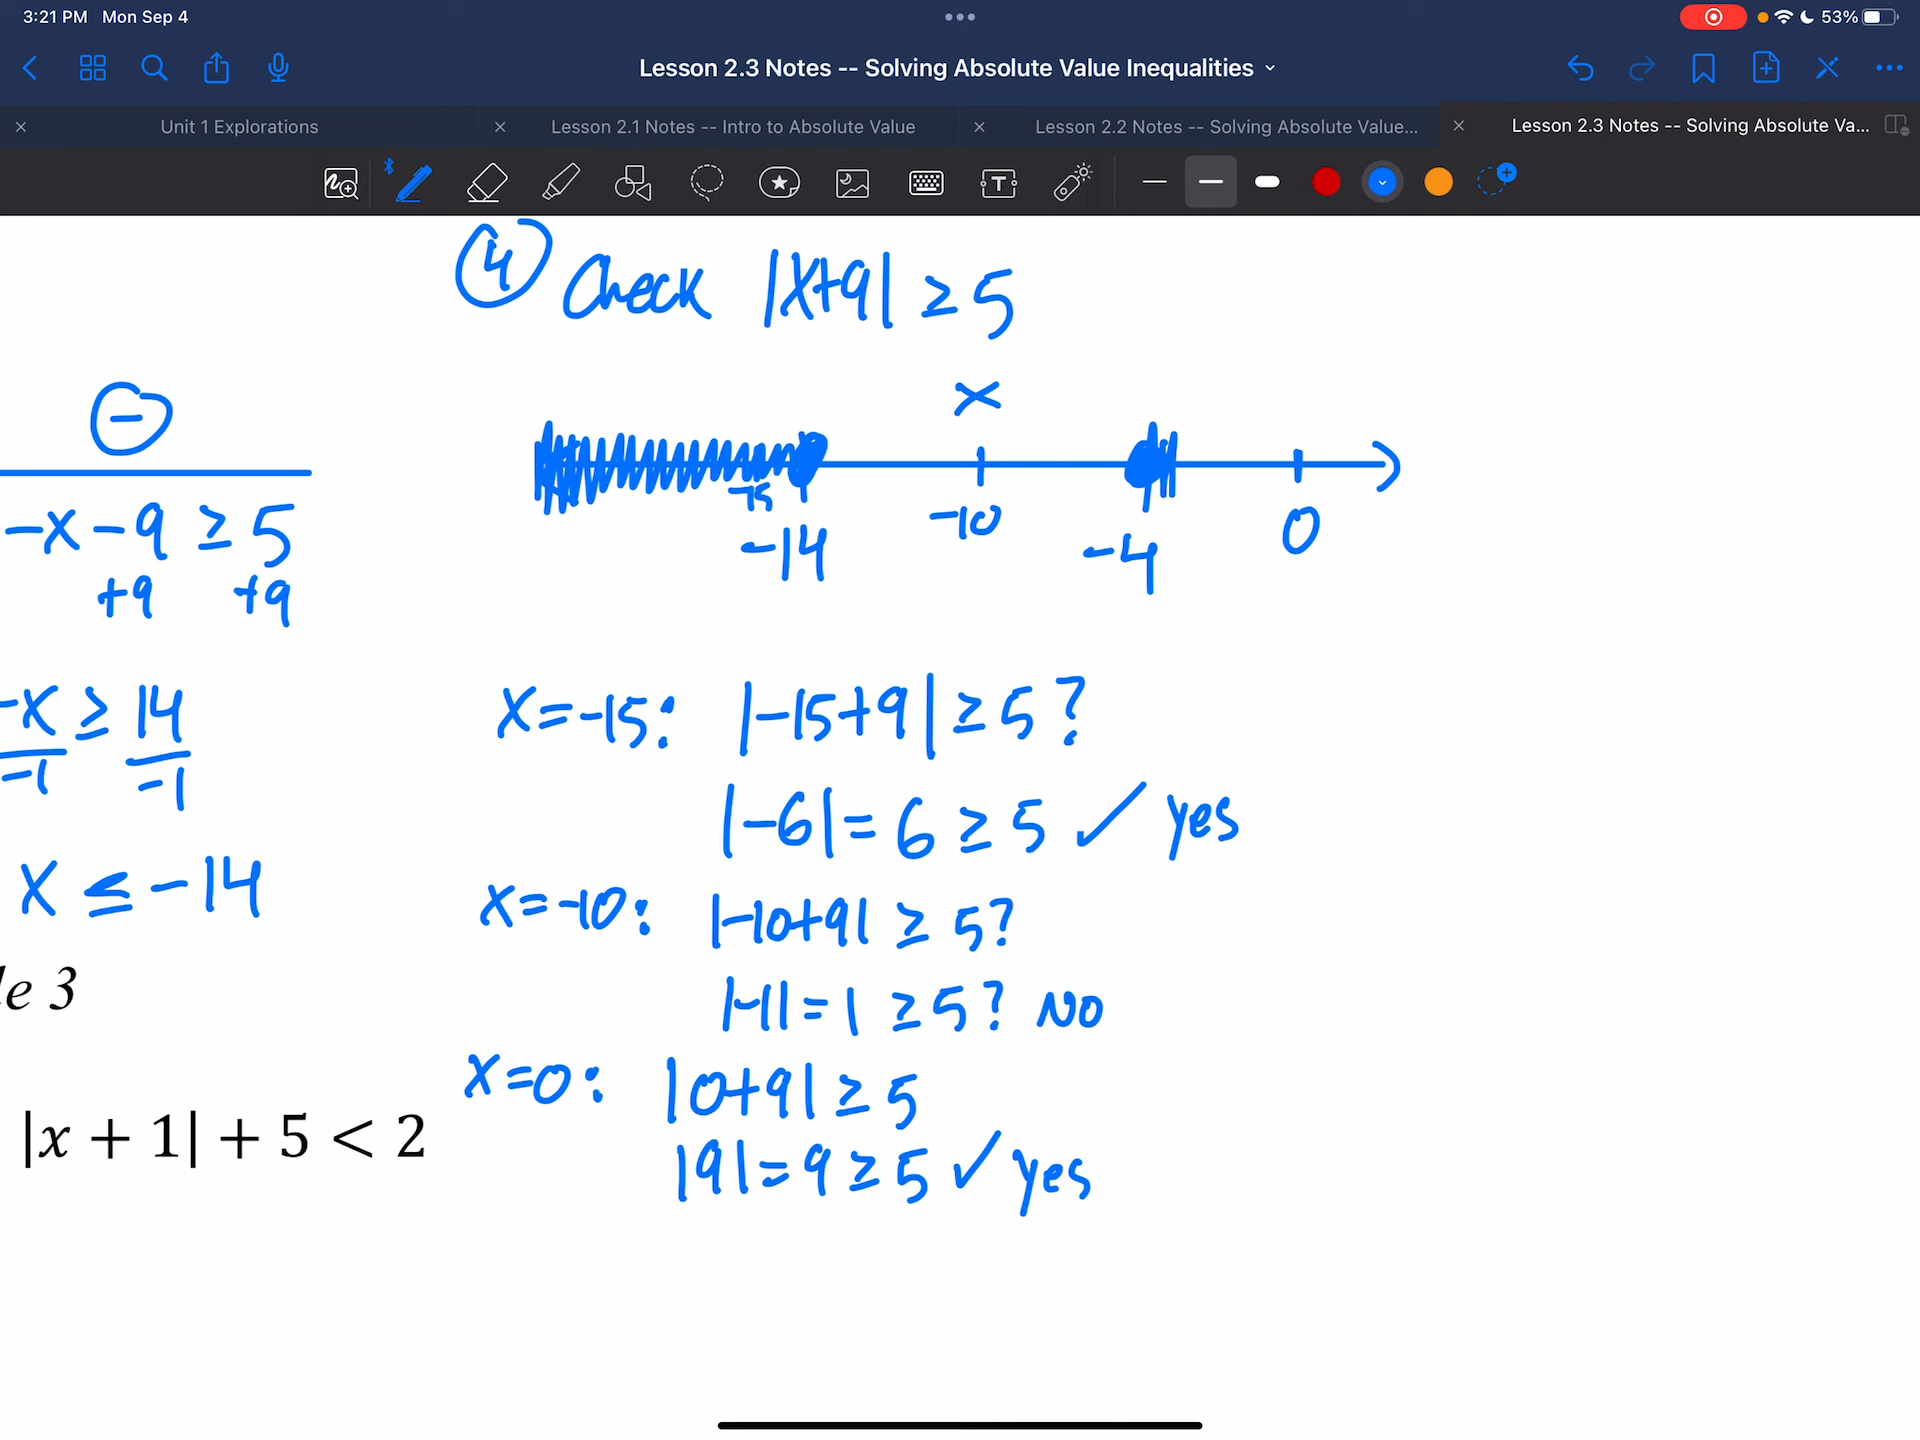 3:21 PM Mon Sep 4
53%
Lesson 2.3 Notes -- Solving Absolute Value Inequalities
Unit 1 Explorations
Lesson 2.1 Notes -- Intro to Absolute Value
Lesson 2.2 Notes -- Solving Absolute Value...
Lesson 2.3 Notes -- Solving Absolute Va...
④ Check |x+9| ≥ 5
x
-15
-14 -10 -4 0
⊖
-x - 9 ≥ 5
+9 +9
-x ≥ 14
-1 -1
x ≤ -14
x=-15: |-15+9| ≥ 5?
|-6| = 6 ≥ 5 ✓ yes
x=-10: |-10+9| ≥ 5?
|-1| = 1 ≥ 5? NO
x=0: |0+9| ≥ 5
|9| = 9 ≥ 5 ✓ yes
le 3
|x + 1| + 5 < 2